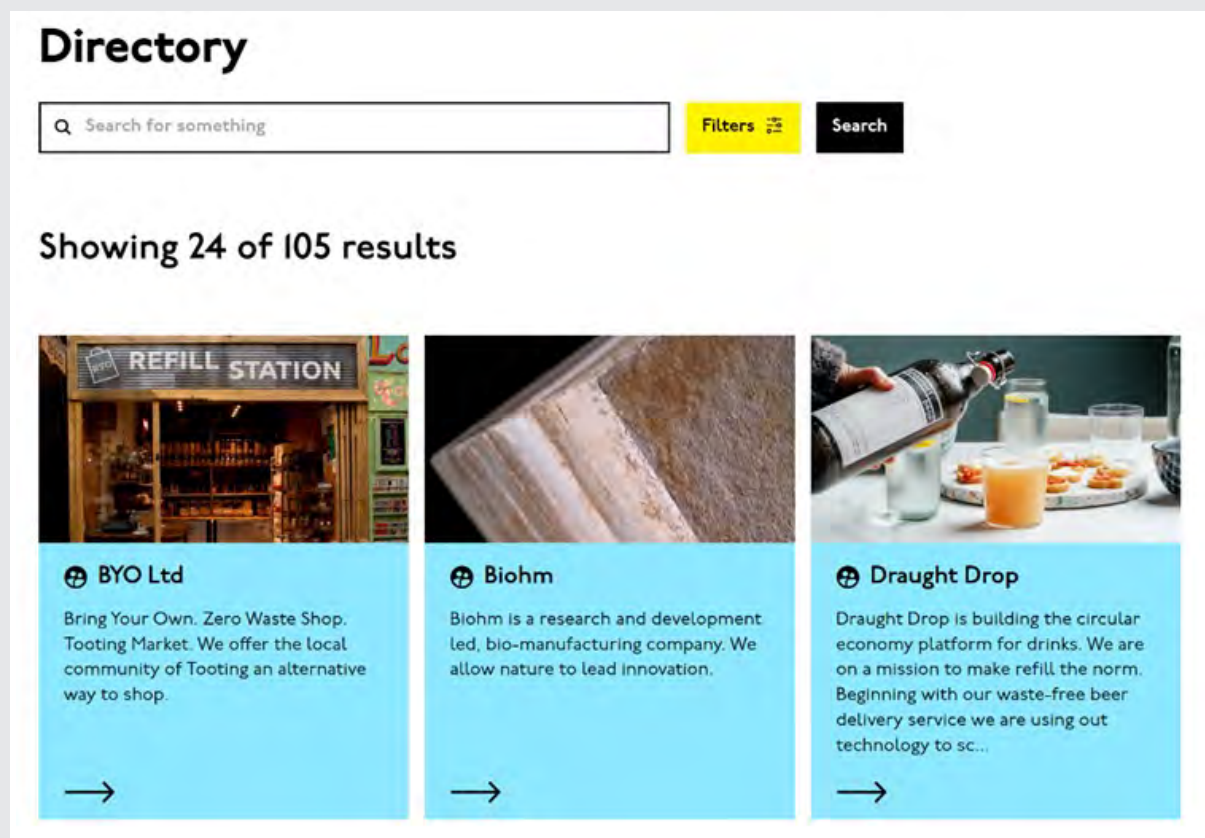 Directory
Search for something
Filters
Search
Showing 24 of 105 results
BYO
REFILL STATION
BYO Ltd
Bring Your Own. Zero Waste Shop.
Tooting Market. We offer the local
community of Tooting an alternative
way to shop.
Biohm
Biohm is a research and development
led, bio-manufacturing company. We
allow nature to lead innovation.
Draught Drop
Draught Drop is building the circular
economy platform for drinks. We are
on a mission to make refill the norm.
Beginning with our waste-free beer
delivery service we are using out
technology to sc...